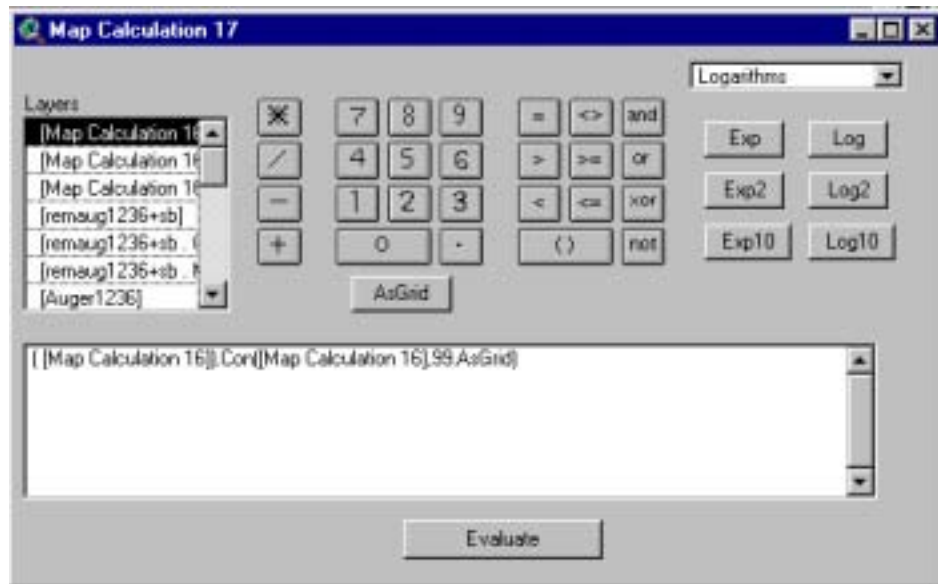 Map Calculation 17
Logarithms
Layers
[Map Calculation 16
[Map Calculation 16
[Map Calculation 16
[remaug1236+sb]
[remaug1236+sb .
[remaug1236+sb .
[Auger1236]
* 7 8 9 = <> and
/ 4 5 6 > >= or
- 1 2 3 < <= xor
+ 0 . ( ) not
AsGrid
Exp Log
Exp2 Log2
Exp10 Log10
( [Map Calculation 16]).Con([Map Calculation 16],99.AsGrid)
Evaluate